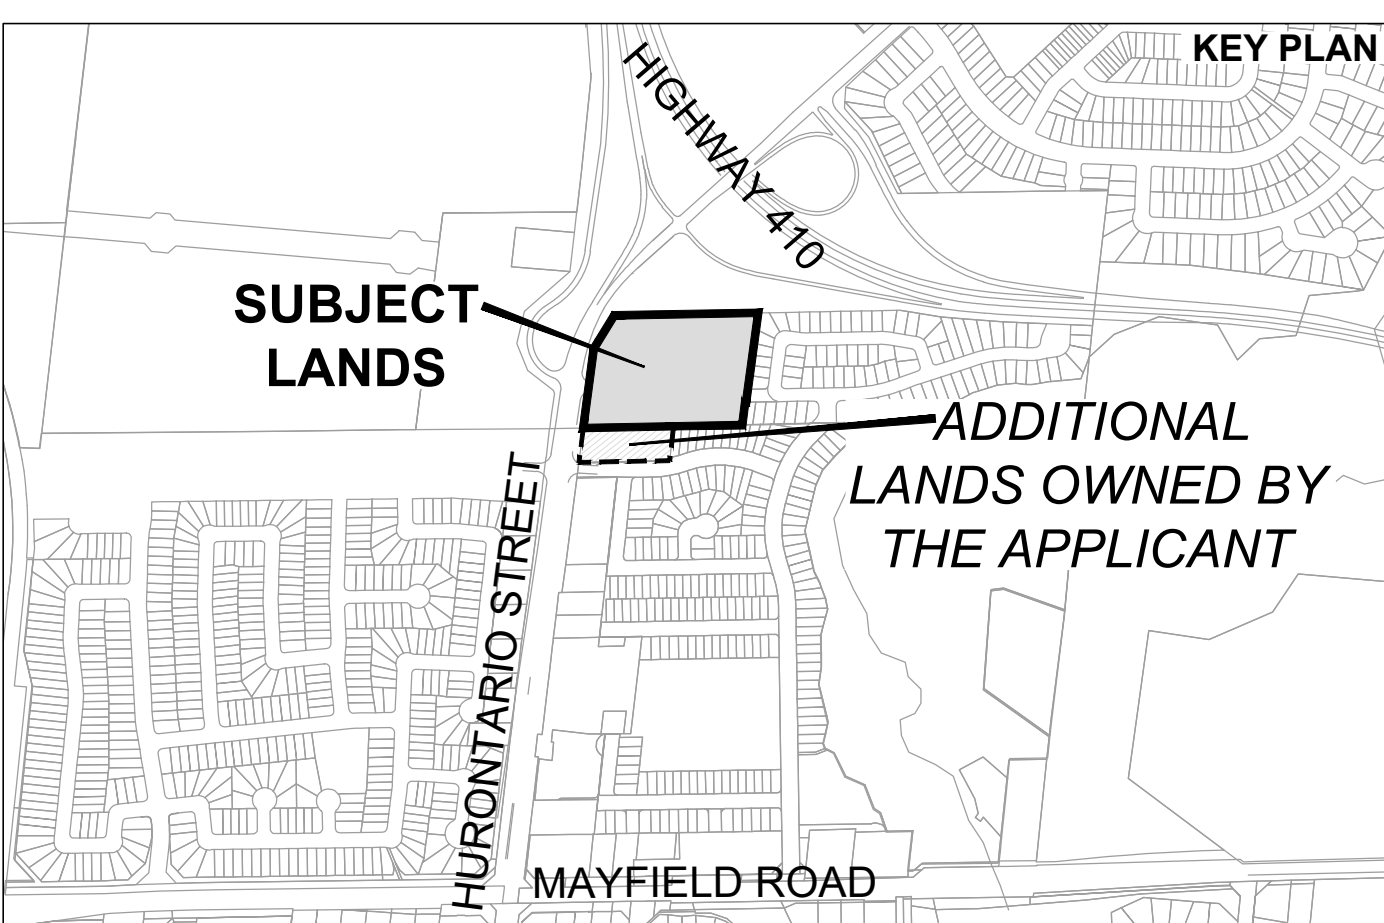 KEY PLAN
HIGHWAY 410
SUBJECT
LANDS
ADDITIONAL
LANDS OWNED BY
THE APPLICANT
HURONTARIO STREET
MAYFIELD ROAD